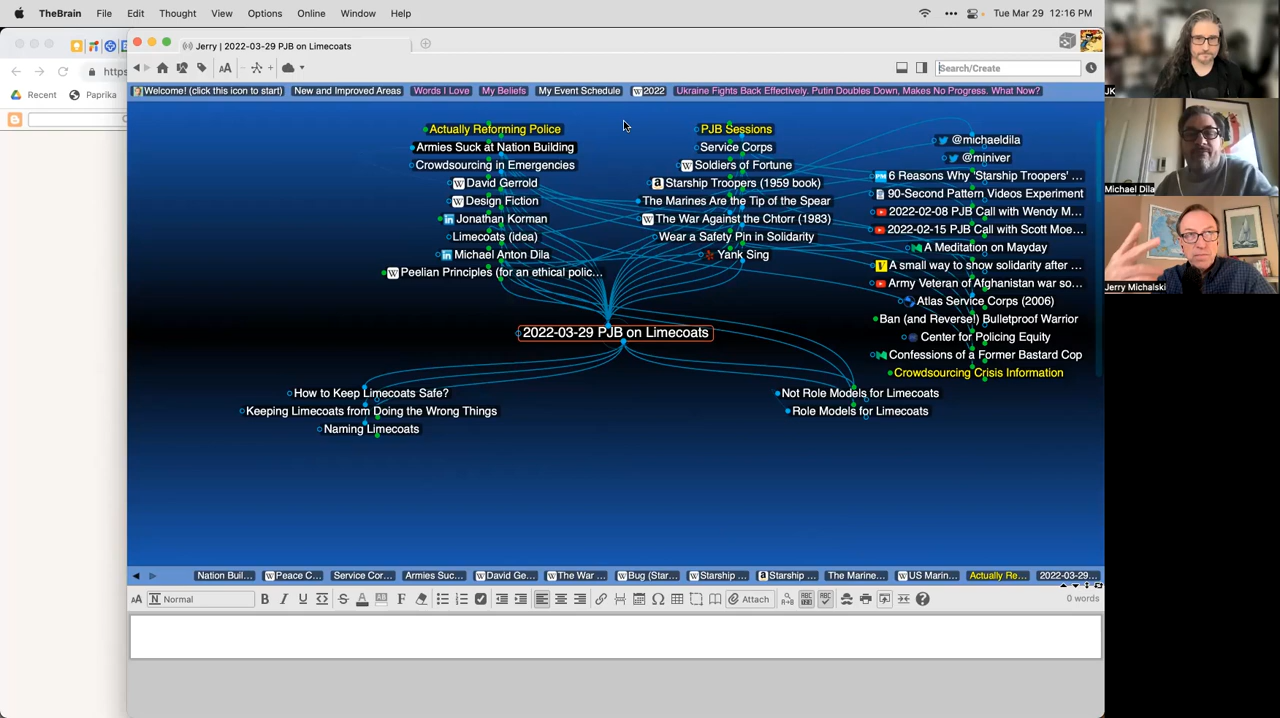 TheBrain File Edit Thought View Options Online Window Help
Tue Mar 29 12:16 PM
Jerry | 2022-03-29 PJB on Limecoats
https
Recent Paprika
Search/Create
Welcome! (click this icon to start) New and Improved Areas Words I Love My Beliefs My Event Schedule 2022 Ukraine Fights Back Effectively. Putin Doubles Down, Makes No Progress. What Now?
Actually Reforming Police
Armies Suck at Nation Building
Crowdsourcing in Emergencies
David Gerrold
Design Fiction
Jonathan Korman
Limecoats (idea)
Michael Anton Dila
Peelian Principles (for an ethical polic...
PJB Sessions
Service Corps
Soldiers of Fortune
Starship Troopers (1959 book)
The Marines Are the Tip of the Spear
The War Against the Chtorr (1983)
Wear a Safety Pin in Solidarity
Yank Sing
@michaeldila
@miniver
6 Reasons Why 'Starship Troopers' ...
90-Second Pattern Videos Experiment
2022-02-08 PJB Call with Wendy M...
2022-02-15 PJB Call with Scott Moe...
A Meditation on Mayday
A small way to show solidarity after ...
Army Veteran of Afghanistan war so...
Atlas Service Corps (2006)
Ban (and Reverse!) Bulletproof Warrior
Center for Policing Equity
Confessions of a Former Bastard Cop
Crowdsourcing Crisis Information
2022-03-29 PJB on Limecoats
How to Keep Limecoats Safe?
Keeping Limecoats from Doing the Wrong Things
Naming Limecoats
Not Role Models for Limecoats
Role Models for Limecoats
Nation Buil... Peace C... Service Cor... Armies Suc... David Ge... The War ... Bug (Star... Starship ... Starship ... The Marine... US Marin... Actually Re... 2022-03-29...
Normal B I U S A Attach 0 words
JK
Michael Dila
Jerry Michalski